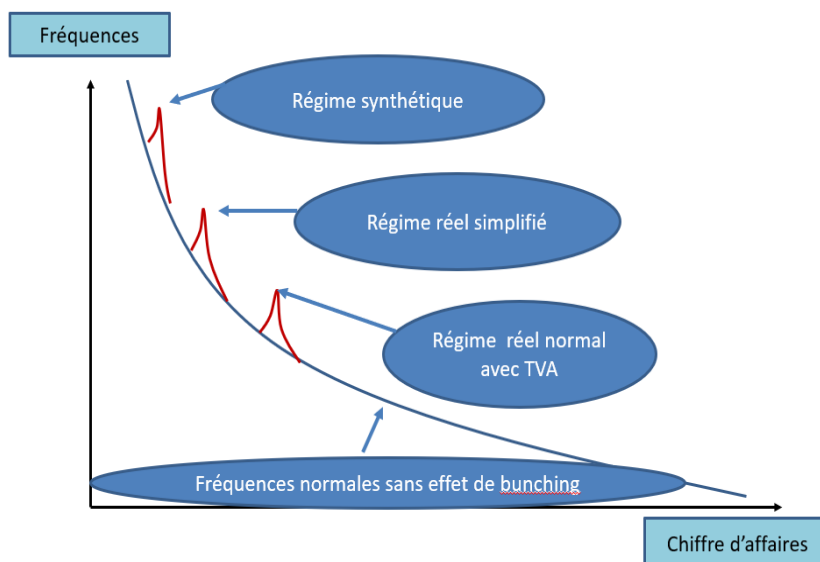 Fréquences
Régime synthétique
Régime réel simplifié
Régime réel normal
avec TVA
Fréquences normales sans effet de bunching
Chiffre d’affaires